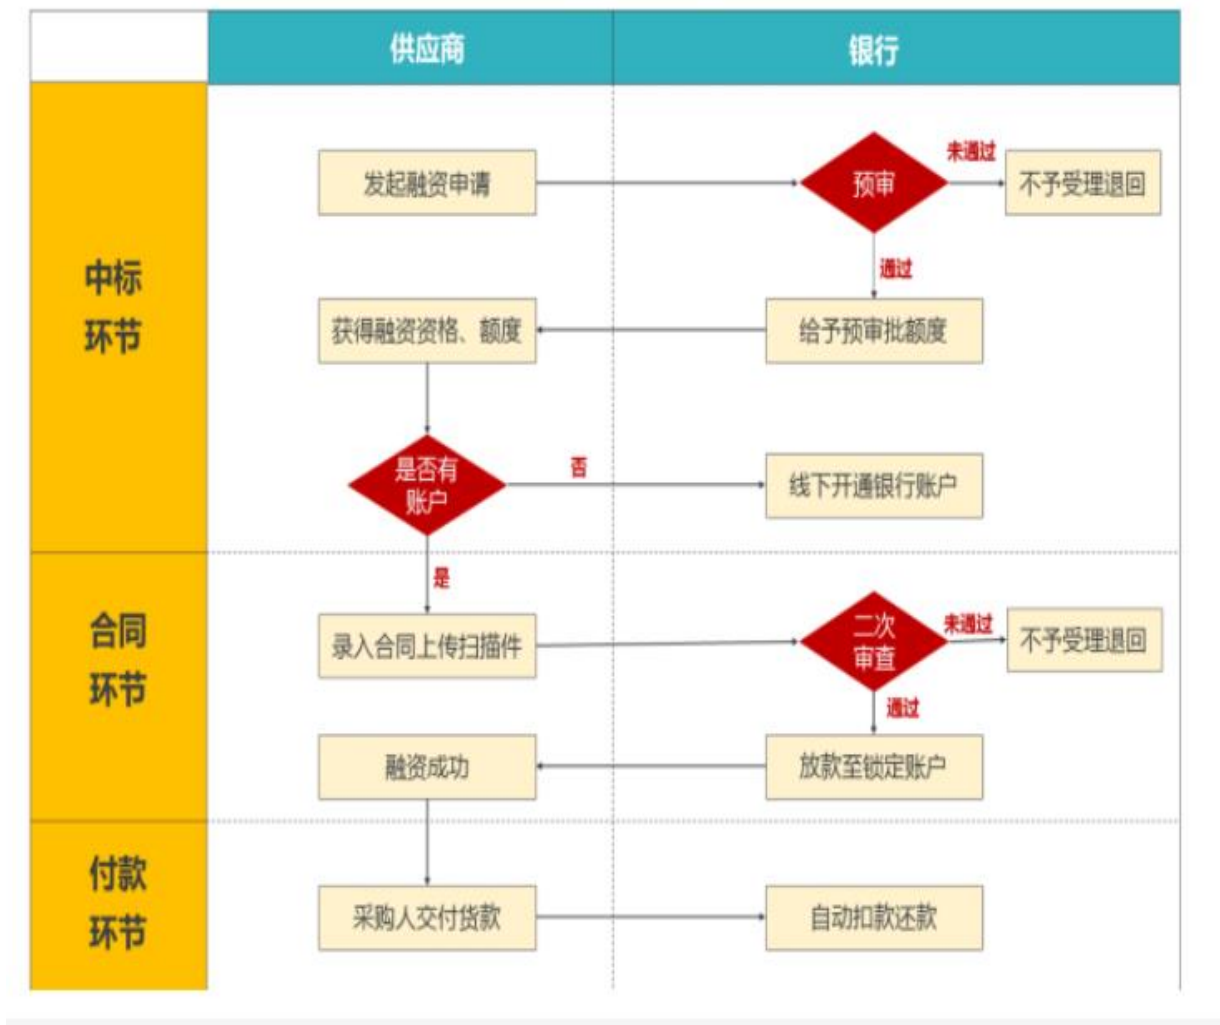 供应商
银行
中标
环节
发起融资申请
预审
未通过
不予受理退回
通过
获得融资资格、额度
给予预审批额度
是否有
账户
否
线下开通银行账户
是
合同
环节
录入合同上传扫描件
二次
审查
未通过
不予受理退回
通过
融资成功
放款至锁定账户
付款
环节
采购人交付货款
自动扣款还款